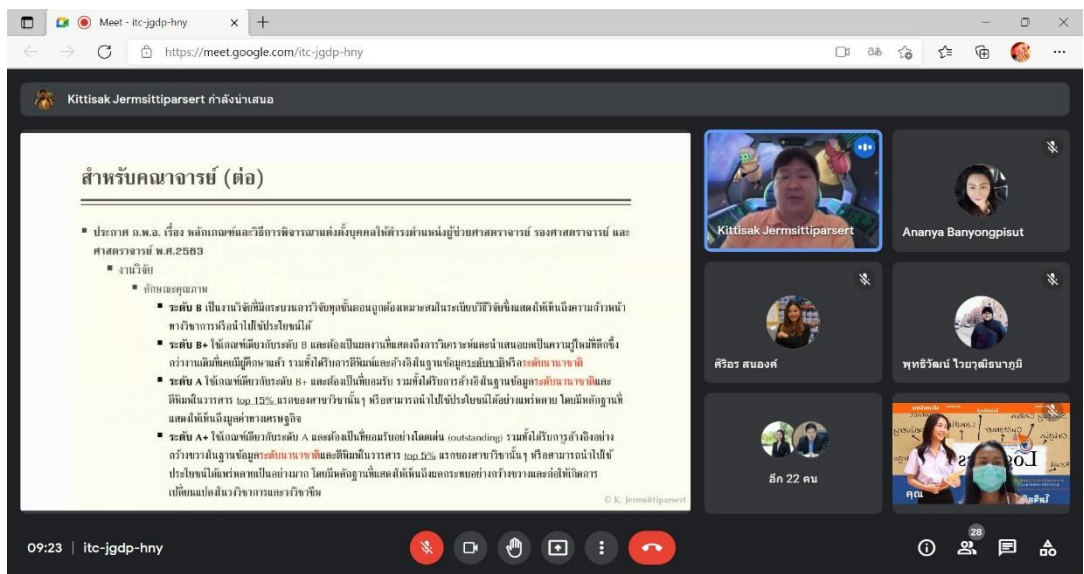 Meet - itc-jgdp-hny
https://meet.google.com/itc-jgdp-hny
Kittisak Jermsittiparsert กำลังนำเสนอ
สำหรับคณาจารย์ (ต่อ)
ประกาศ ก.พ.อ. เรื่อง หลักเกณฑ์และวิธีการพิจารณาแต่งตั้งบุคคลให้ดำรงตำแหน่งผู้ช่วยศาสตราจารย์ รองศาสตราจารย์ และ
ศาสตราจารย์ พ.ศ.2563
งานวิจัย
ลักษณะคุณภาพ
ระดับ B เป็นงานวิจัยที่มีกระบวนการวิจัยทุกขั้นตอนถูกต้องเหมาะสมในระเบียบวิธีวิจัยซึ่งแสดงให้เห็นถึงความก้าวหน้า
ทางวิชาการหรือนำไปใช้ประโยชน์ได้
ระดับ B+ ใช้เกณฑ์เดียวกับระดับ B และต้องเป็นผลงานที่แสดงถึงการวิเคราะห์และนำเสนอผลเป็นความรู้ใหม่ที่ลึกซึ้ง
กว่างานเดิมที่เคยมีผู้ศึกษาแล้ว รวมทั้งได้รับการตีพิมพ์และอ้างอิงในฐานข้อมูลระดับชาติหรือระดับนานาชาติ
ระดับ A ใช้เกณฑ์เดียวกับระดับ B+ และต้องเป็นที่ยอมรับ รวมทั้งได้รับการอ้างอิงในฐานข้อมูลระดับนานาชาติและ
ตีพิมพ์ในวารสาร top 15% แรกของสาขาวิชานั้นๆ หรือสามารถนำไปใช้ประโยชน์ได้อย่างแพร่หลาย โดยมีหลักฐานที่
แสดงให้เห็นถึงมูลค่าทางเศรษฐกิจ
ระดับ A+ ใช้เกณฑ์เดียวกับระดับ A และต้องเป็นที่ยอมรับอย่างโดดเด่น (outstanding) รวมทั้งได้รับการอ้างอิงอย่าง
กว้างขวางในฐานข้อมูลระดับนานาชาติและตีพิมพ์ในวารสาร top 5% แรกของสาขาวิชานั้นๆ หรือสามารถนำไปใช้
ประโยชน์ได้แพร่หลายเป็นอย่างมาก โดยมีหลักฐานที่แสดงให้เห็นถึงผลกระทบอย่างกว้างขวางและก่อให้เกิดการ
เปลี่ยนแปลงในวงวิชาการและวงวิชาชีพ
© K. Jermsittiparsert
Kittisak Jermsittiparsert
Ananya Banyongpisut
ศิริอร สนองค์
พุทธิวัฒน์ ไวยวุฒิธนาภูมิ
อีก 22 คน
คุณ
09:23 | itc-jgdp-hny
28